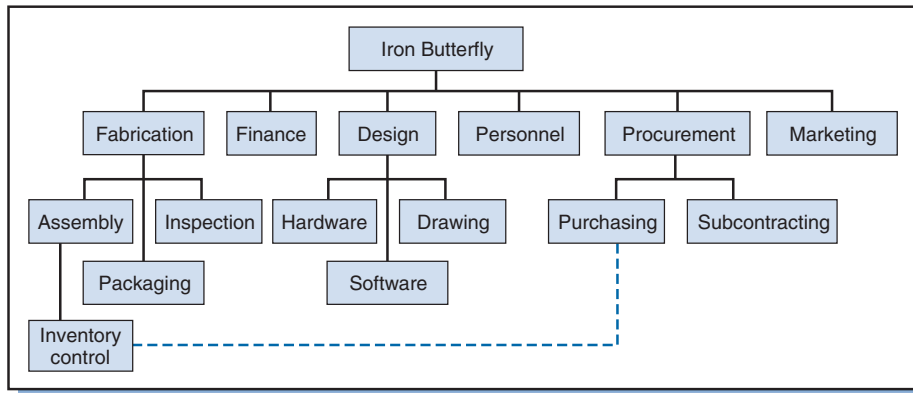 Iron Butterfly
Fabrication
Finance
Design
Personnel
Procurement
Marketing
Assembly
Inspection
Hardware
Drawing
Purchasing
Subcontracting
Packaging
Software
Inventory
control